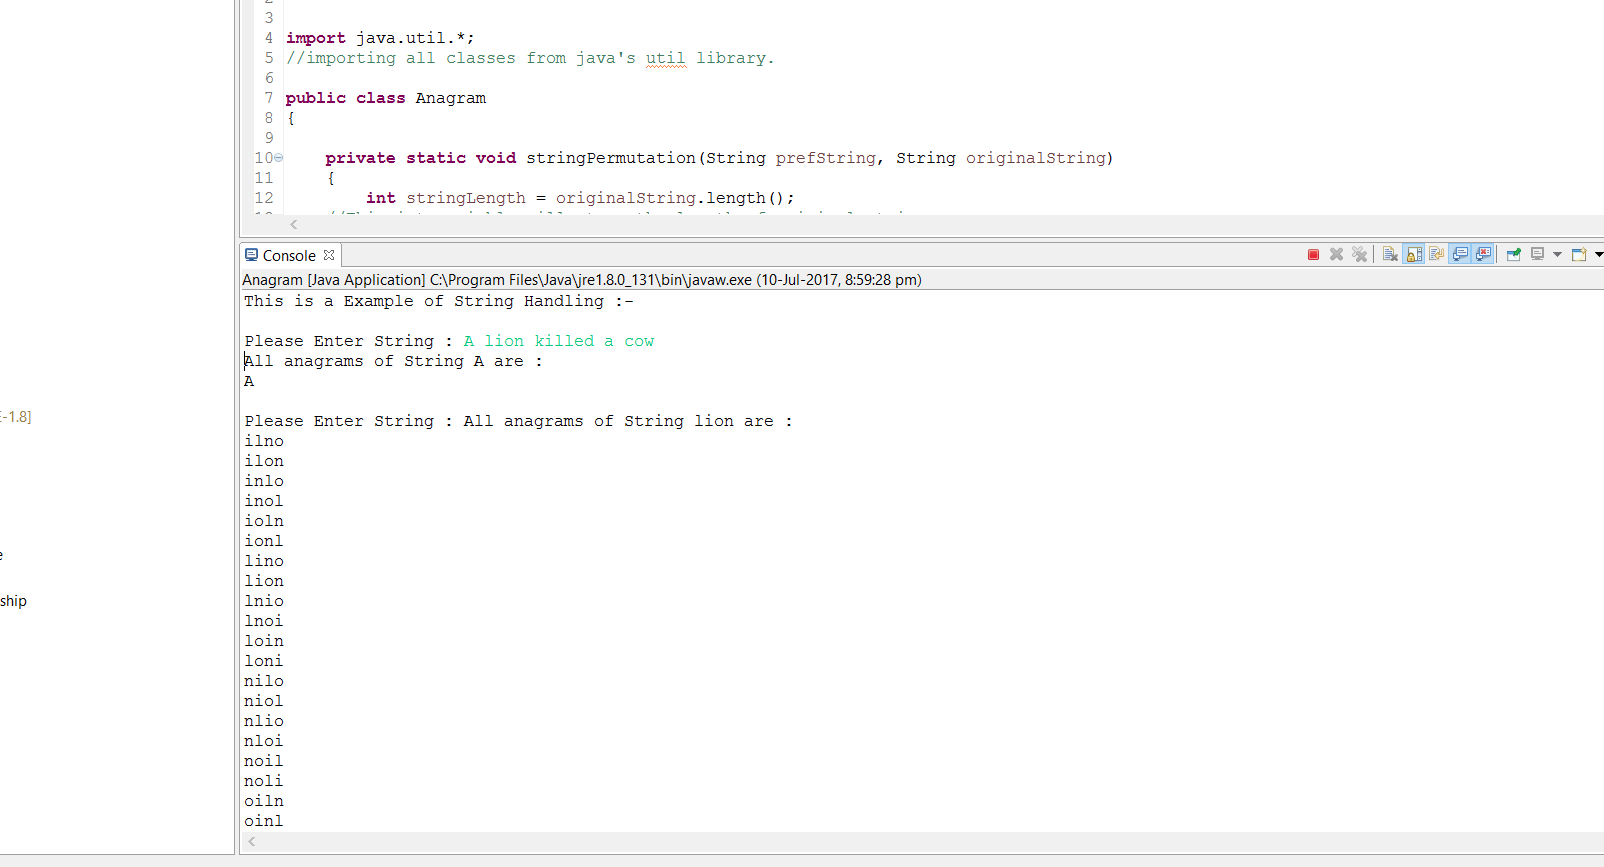 3
4 import java.util.*;
5 //importing all classes from java's util library.
6
7 public class Anagram
8 {
9
10 private static void stringPermutation(String prefString, String originalString)
11 {
12 int stringLength = originalString.length();
Console
Anagram [Java Application] C:\Program Files\Java\jre1.8.0_131\bin\javaw.exe (10-Jul-2017, 8:59:28 pm)
This is a Example of String Handling :-
Please Enter String : A lion killed a cow
All anagrams of String A are :
A
Please Enter String : All anagrams of String lion are :
ilno
ilon
inlo
inol
ioln
ionl
lino
lion
lnio
lnoi
loin
loni
nilo
niol
nlio
nloi
noil
noli
oiln
oinl
-1.8]
e
ship